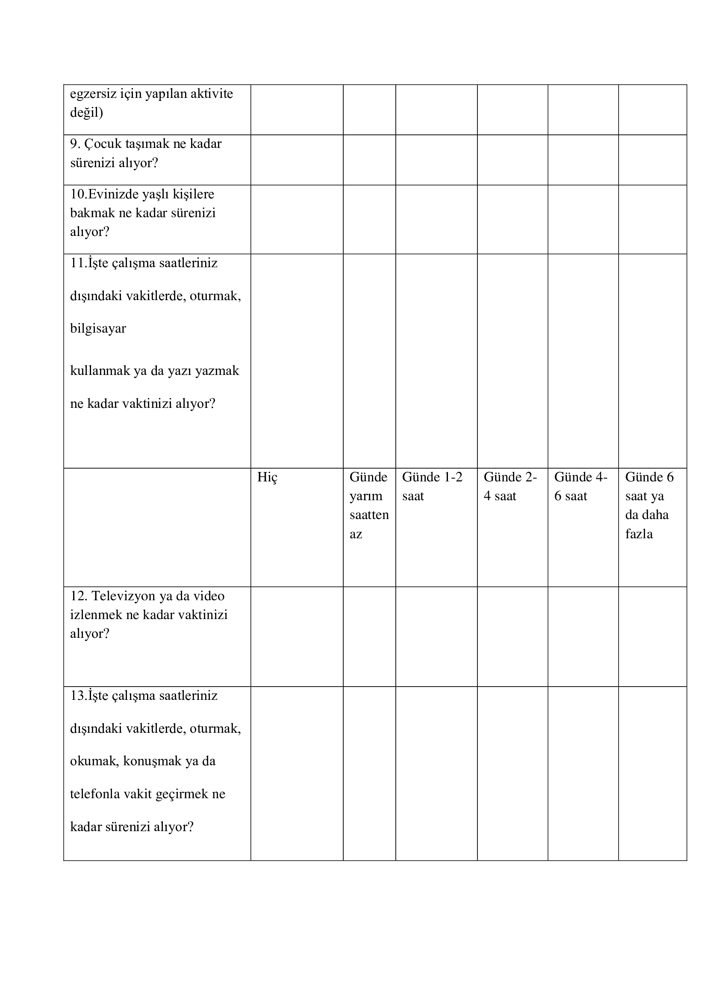 egzersiz için yapılan aktivite
değil)
9. Çocuk taşımak ne kadar
sürenizi alıyor?
10.Evinizde yaşlı kişilere
bakmak ne kadar sürenizi
alıyor?
11.İşte çalışma saatleriniz
dışındaki vakitlerde, oturmak,
bilgisayar
kullanmak ya da yazı yazmak
ne kadar vaktinizi alıyor?
Hiç
Günde
yarım
saatten
az
Günde 1-2
saat
Günde 2-
4 saat
Günde 4-
6 saat
Günde 6
saat ya
da daha
fazla
12. Televizyon ya da video
izlenmek ne kadar vaktinizi
alıyor?
13.İşte çalışma saatleriniz
dışındaki vakitlerde, oturmak,
okumak, konuşmak ya da
telefonla vakit geçirmek ne
kadar sürenizi alıyor?